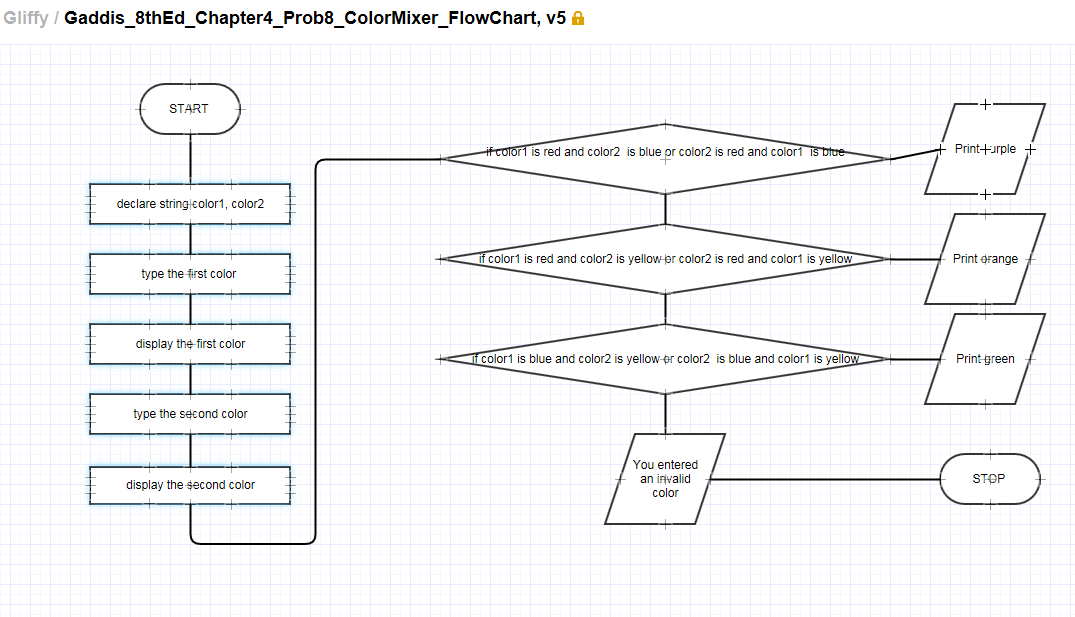 Gliffy / Gaddis_8thEd_Chapter4_Prob8_ColorMixer_FlowChart, v5
START
declare string color1, color2
type the first color
display the first color
type the second color
display the second color
if color1 is red and color2 is blue or color2 is red and color1 is blue
Print Purple
if color1 is red and color2 is yellow or color2 is red and color1 is yellow
Print orange
if color1 is blue and color2 is yellow or color2 is blue and color1 is yellow
Print green
You entered
an invalid
color
STOP